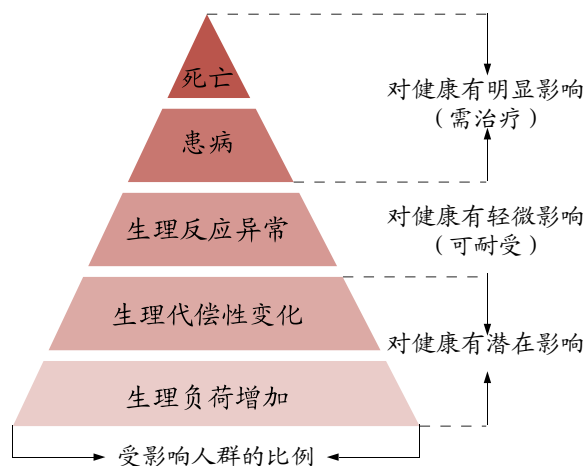 死亡
患病
生理反应异常
生理代偿性变化
生理负荷增加
对健康有明显影响
（需治疗）
对健康有轻微影响
（可耐受）
对健康有潜在影响
受影响人群的比例